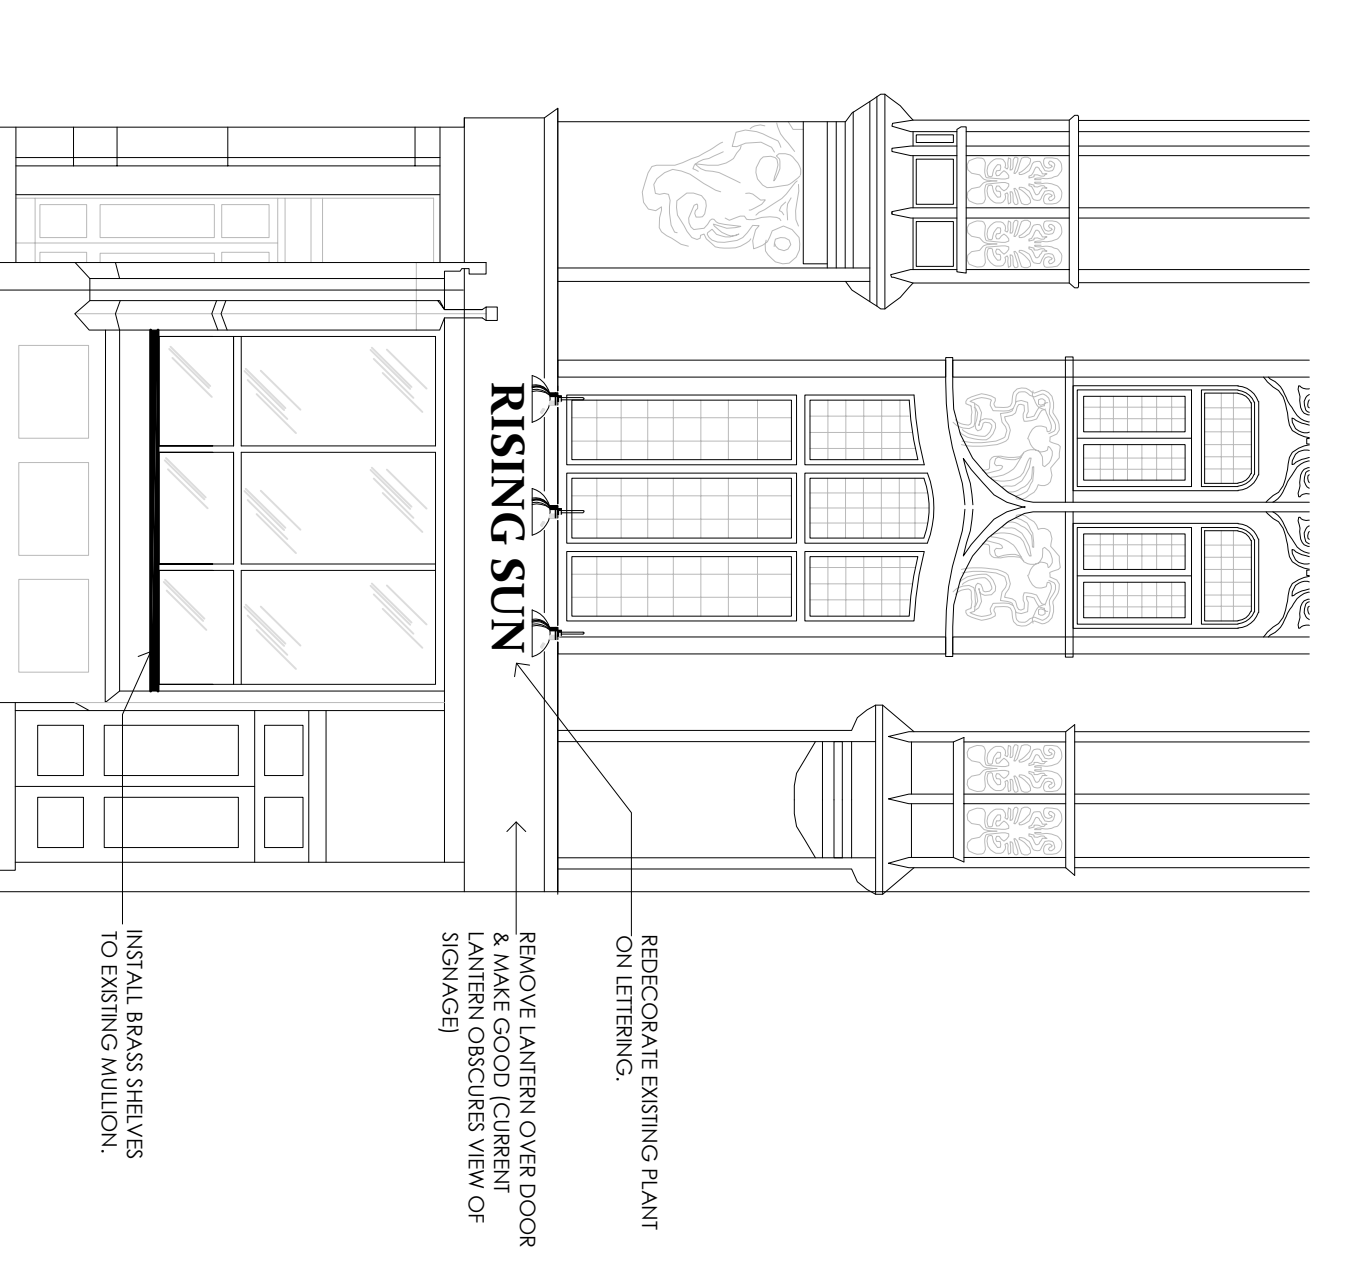 RISING SUN
REDECORATE EXISTING PLANT
ON LETTERING.
REMOVE LANTERN OVER DOOR
& MAKE GOOD (CURRENT
LANTERN OBSCURES VIEW OF
SIGNAGE)
INSTALL BRASS SHELVES
TO EXISTING MULLION.